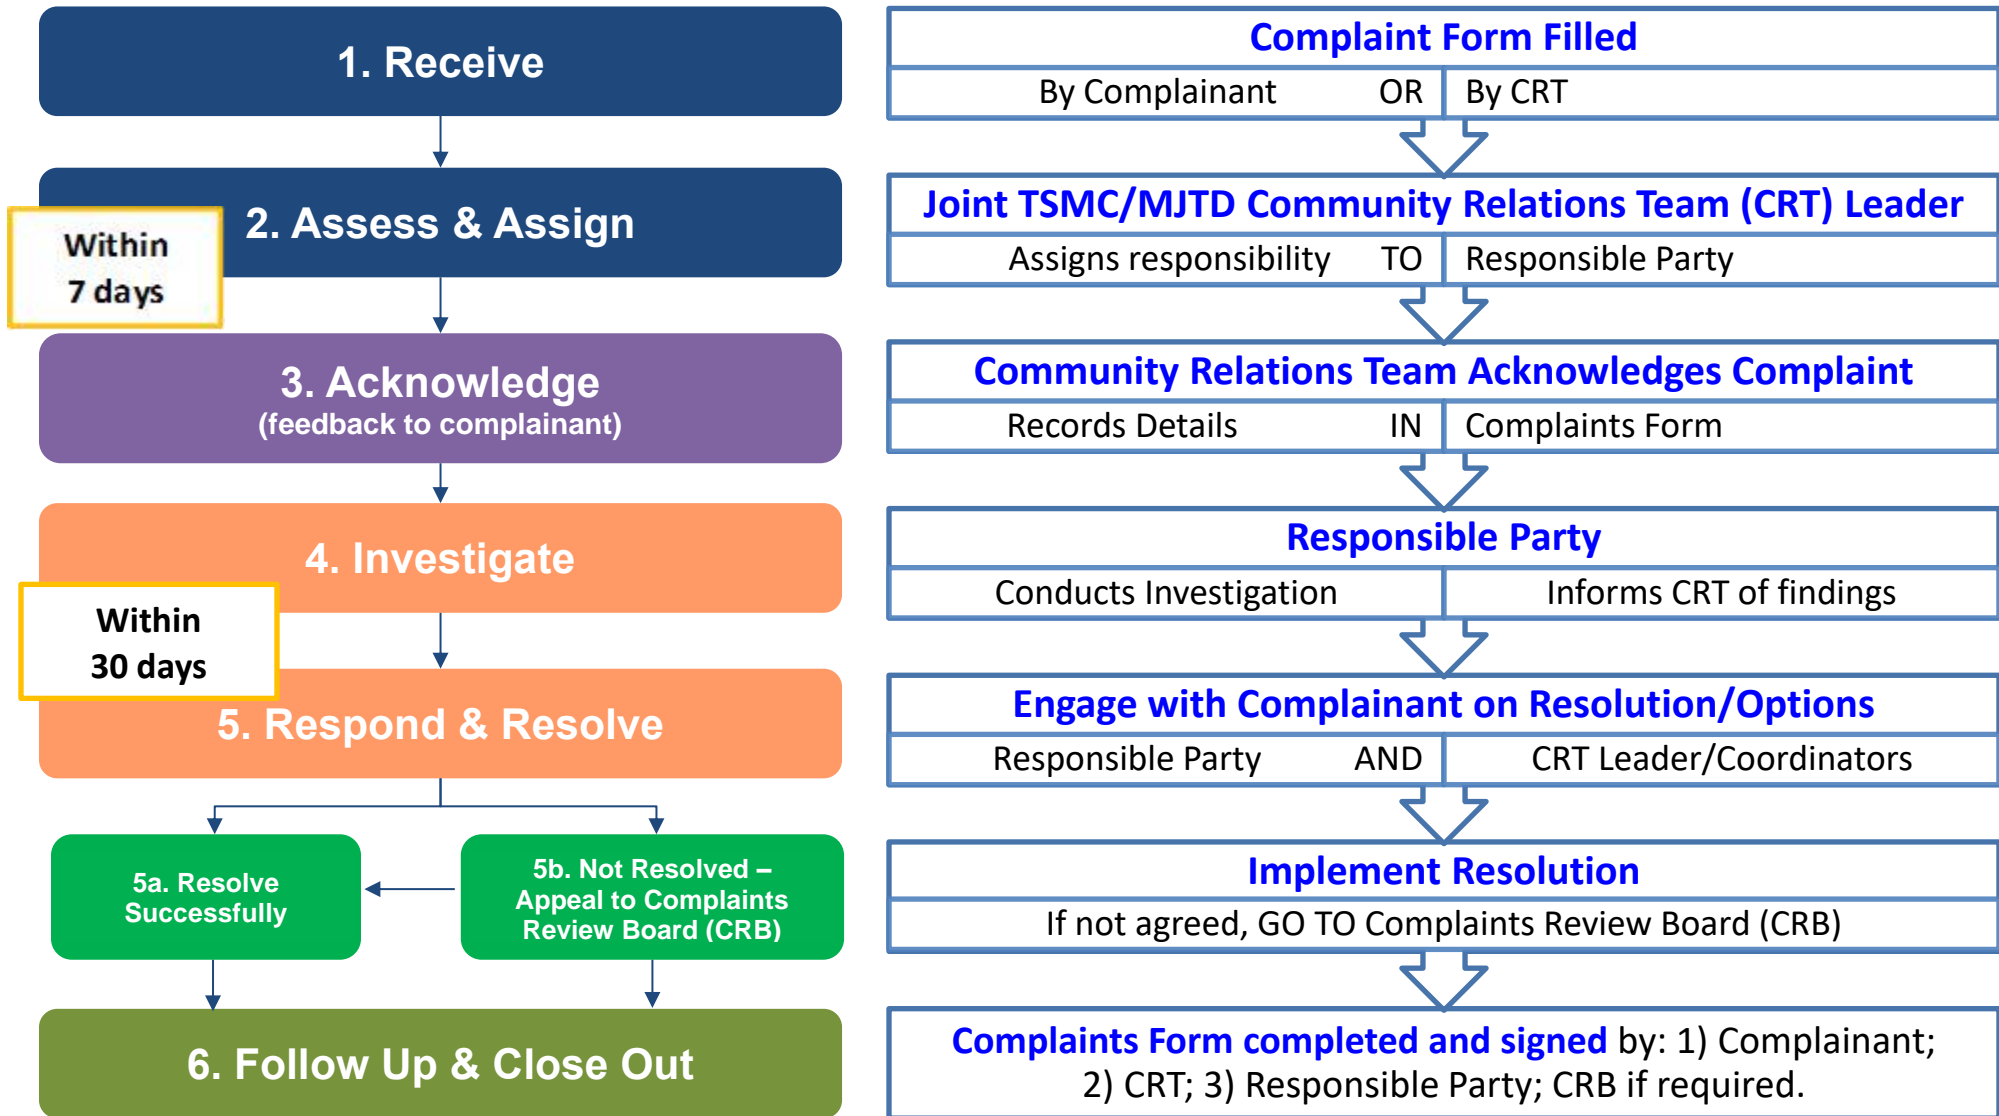 1. Receive
Complaint Form Filled
By Complainant OR By CRT
2. Assess & Assign
Within
7 days
Joint TSMC/MJTD Community Relations Team (CRT) Leader
Assigns responsibility TO Responsible Party
3. Acknowledge
(feedback to complainant)
Community Relations Team Acknowledges Complaint
Records Details IN Complaints Form
4. Investigate
Within
30 days
Responsible Party
Conducts Investigation Informs CRT of findings
5. Respond & Resolve
Engage with Complainant on Resolution/Options
Responsible Party AND CRT Leader/Coordinators
5a. Resolve
Successfully
5b. Not Resolved –
Appeal to Complaints
Review Board (CRB)
Implement Resolution
If not agreed, GO TO Complaints Review Board (CRB)
6. Follow Up & Close Out
Complaints Form completed and signed by: 1) Complainant;
2) CRT; 3) Responsible Party; CRB if required.